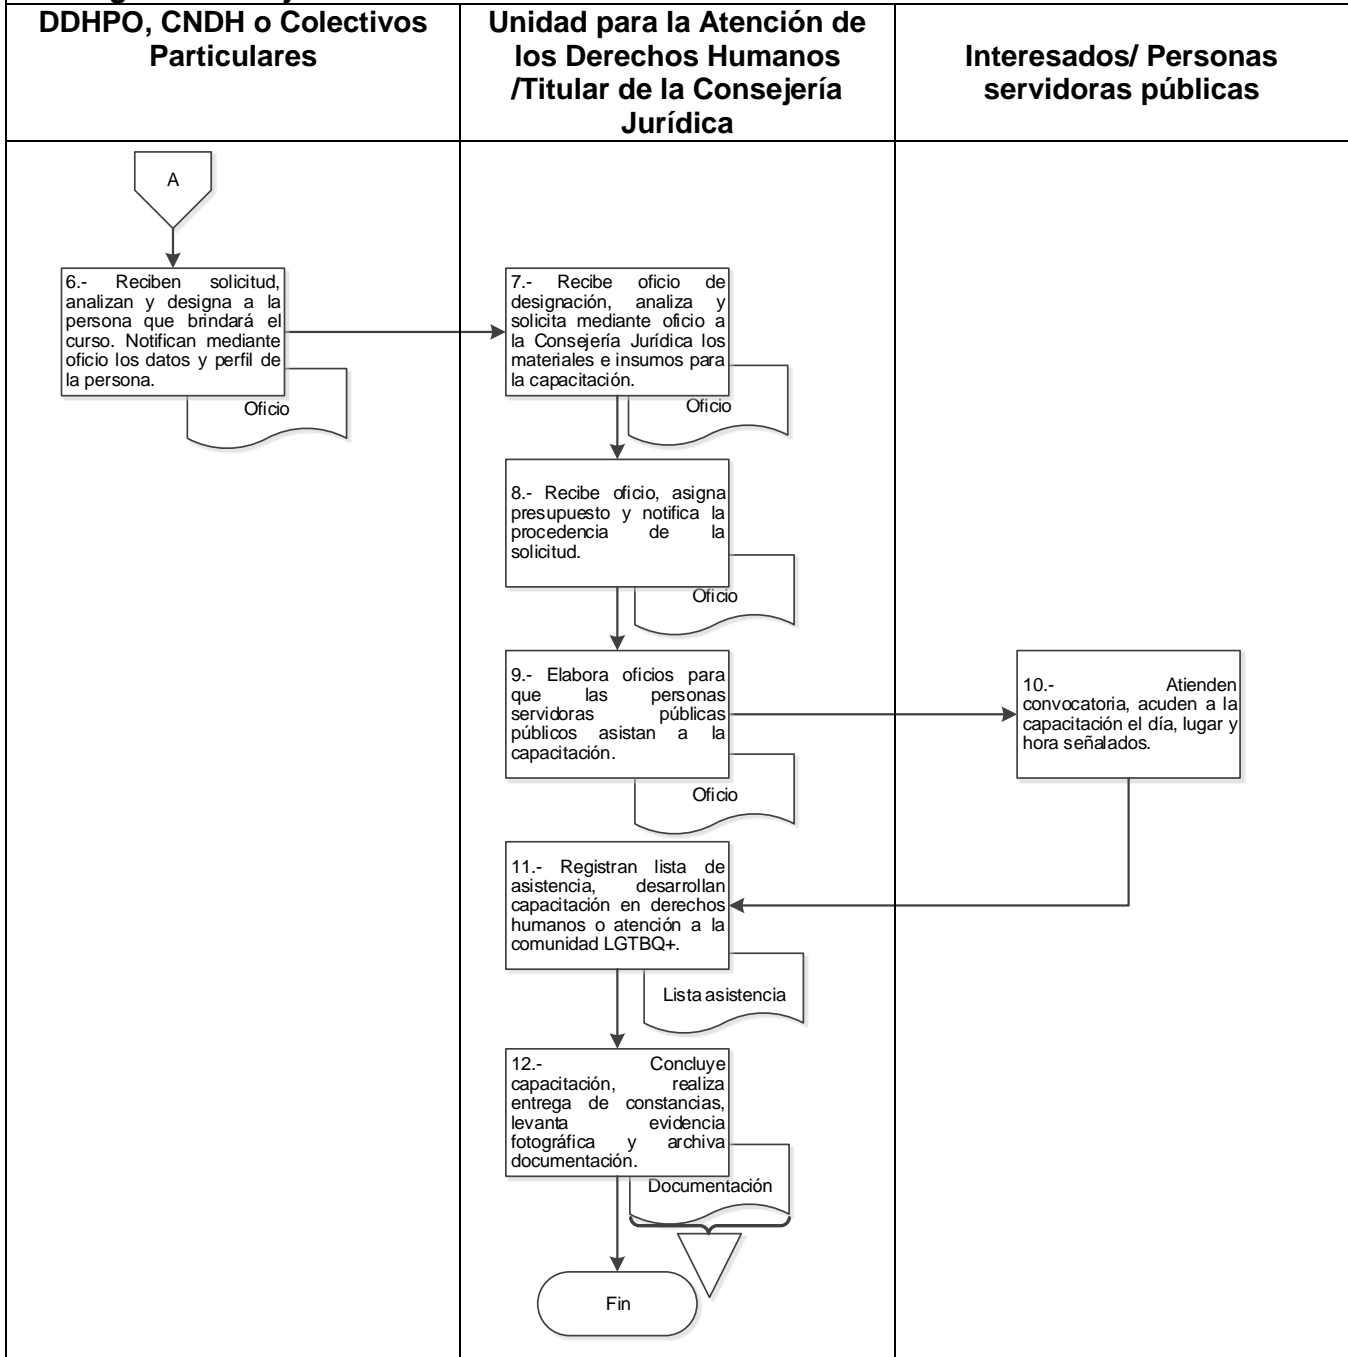 DDHPO, CNDH o Colectivos
Particulares
Unidad para la Atención de
los Derechos Humanos
/Titular de la Consejería
Jurídica
Interesados/ Personas
servidoras públicas
A
6.- Reciben solicitud,
analizan y designa a la
persona que brindará el
curso. Notifican mediante
oficio los datos y perfil de
la persona.
Oficio
7.- Recibe oficio de
designación, analiza y
solicita mediante oficio a
la Consejería Jurídica los
materiales e insumos para
la capacitación.
Oficio
8.- Recibe oficio, asigna
presupuesto y notifica la
procedencia de la
solicitud.
Oficio
9.- Elabora oficios para
que las personas
servidoras públicas
públicos asistan a la
capacitación.
Oficio
10.- Atienden
convocatoria, acuden a la
capacitación el día, lugar y
hora señalados.
11.- Registran lista de
asistencia, desarrollan
capacitación en derechos
humanos o atención a la
comunidad LGTBQ+.
Lista asistencia
12.- Concluye
capacitación, realiza
entrega de constancias,
levanta evidencia
fotográfica y archiva
documentación.
Documentación
Fin